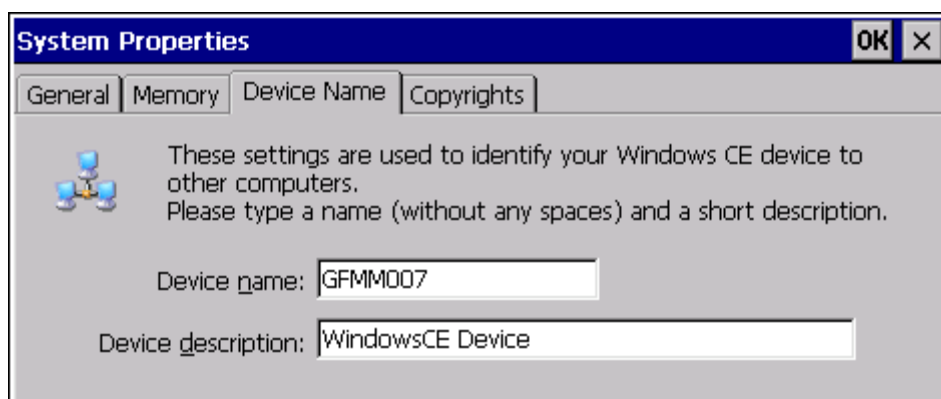 System Properties OK ×
General Memory Device Name Copyrights
These settings are used to identify your Windows CE device to
other computers.
Please type a name (without any spaces) and a short description.
Device name: GFMM007
Device description: WindowsCE Device